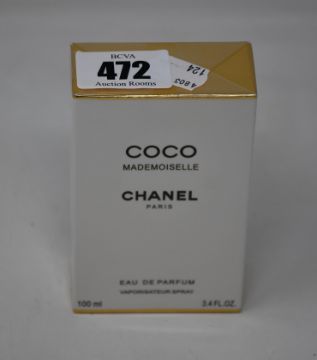 BCVA
472
Auction Rooms
4803
124
COCO
MADEMOISELLE
CHANEL
PARIS
EAU DE PARFUM
VAPORISATEUR SPRAY
100 ml 3.4 FL.OZ.